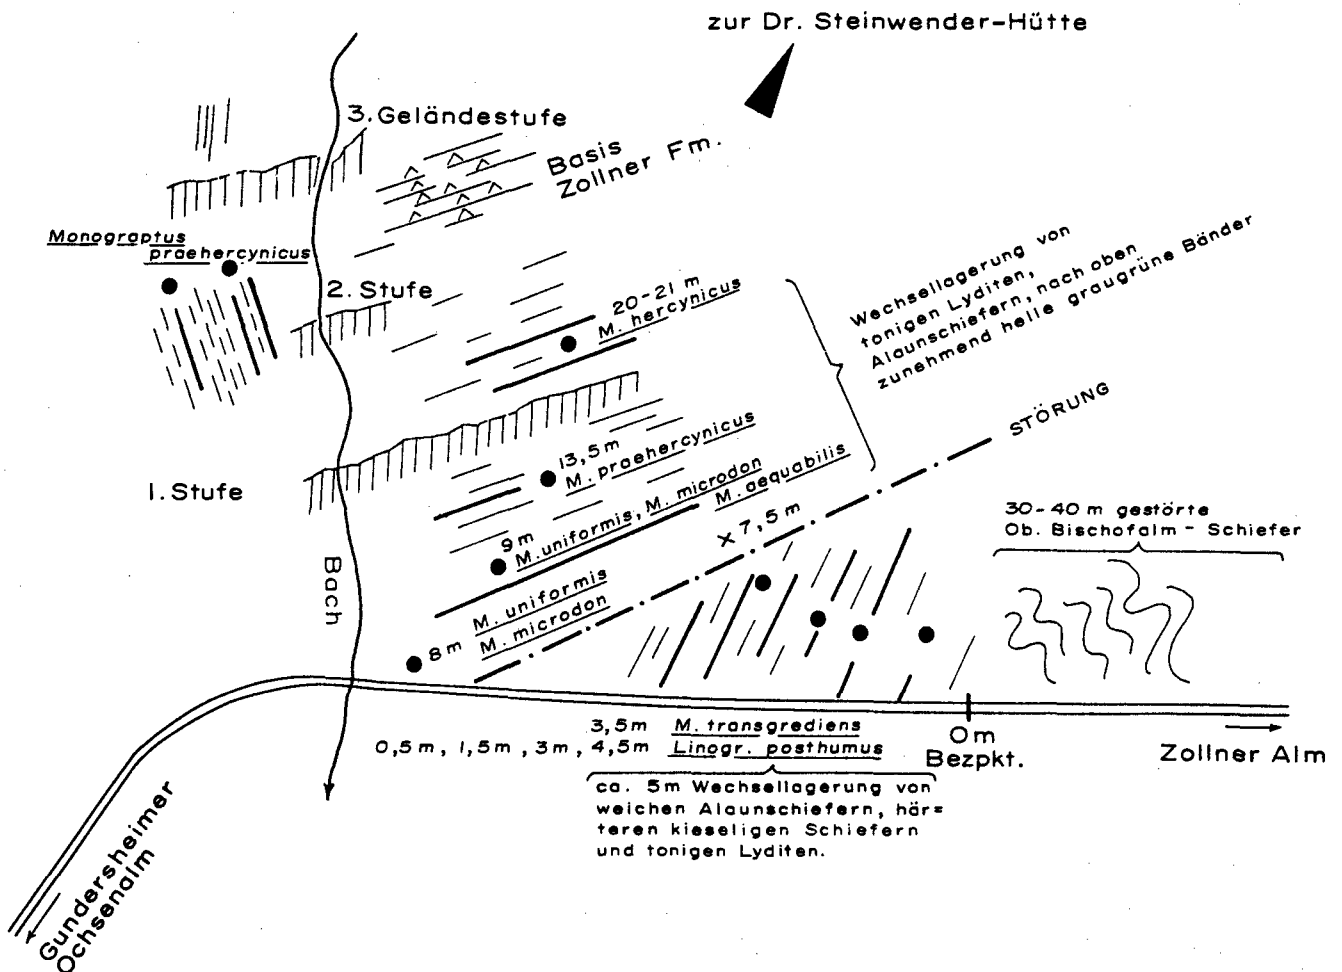 zur Dr. Steinwender-Hütte
3. Geländestufe
Basis
Zollner Fm.
Monograptus
praehercynicus
2. Stufe
20-21 m
M. hercynicus
Wechsellagerung von
tonigen Lyditen,
Alaunschiefern, nach oben
zunehmend helle graugrüne Bänder
STÖRUNG
13,5 m
M. praehercynicus
1. Stufe
9 m
M. uniformis, M. microdon
M. aequabilis
x 7,5 m
30-40 m gestörte
Ob. Bischofalm - Schiefer
Bach
8 m
M. uniformis
M. microdon
3,5m M. transgrediens
0,5 m, 1,5 m, 3 m, 4,5 m Linogr. posthumus
0 m
Bezpkt.
Zollner Alm
ca. 5m Wechsellagerung von
weichen Alaunschiefern, här=
teren kieseligen Schiefern
und tonigen Lyditen.
Gundersheimer
Ochsenalm